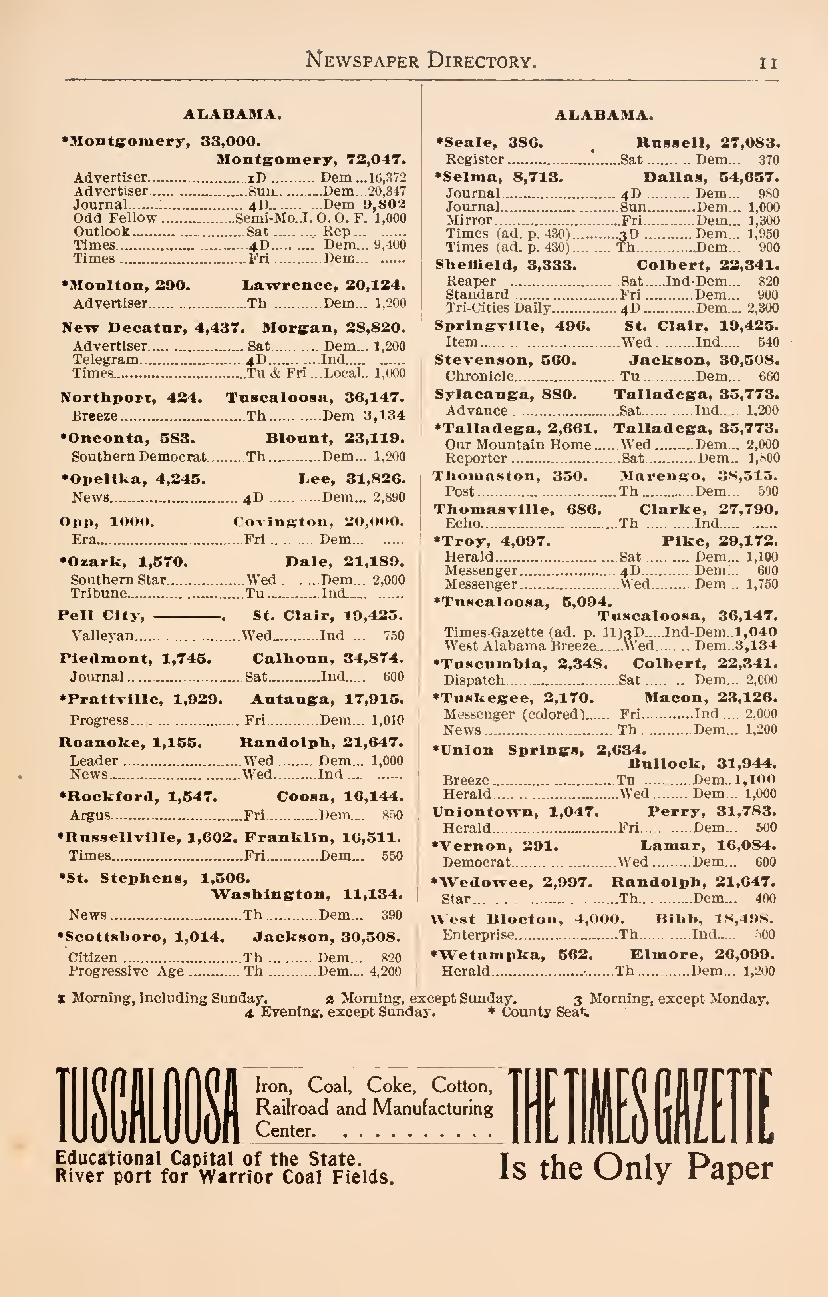 NEWSPAPER DIRECTORY. 11
ALABAMA.
*Montgomery, 33,000.
Montgomery, 72,047.
Advertiser....1D....Dem...16,372
Advertiser....Sun....Dem...20,347
Journal....4D....Dem 9,802
Odd Fellow....Semi-Mo..I. O. O. F. 1,000
Outlook....Sat....Rep....
Times....4D....Dem... 9,400
Times....Fri....Dem... ......
*Moulton, 290. Lawrence, 20,124.
Advertiser....Th....Dem... 1,200
New Decatur, 4,437. Morgan, 28,820.
Advertiser....Sat....Dem... 1,200
Telegram....4D....Ind.... ......
Times....Tu & Fri...Local.. 1,000
Northport, 424. Tuscaloosa, 36,147.
Breeze....Th....Dem 3,134
*Oneonta, 583. Blount, 23,119.
Southern Democrat....Th....Dem... 1,200
*Opelika, 4,245. Lee, 31,826.
News....4D....Dem... 2,890
Opp, 1000. Covington, 20,000.
Era....Fri....Dem... ......
*Ozark, 1,570. Dale, 21,189.
Southern Star....Wed....Dem... 2,000
Tribune....Tu....Ind.... ......
Pell City, ———. St. Clair, 19,425.
Valleyan....Wed....Ind ... 750
Piedmont, 1,745. Calhoun, 34,874.
Journal....Sat....Ind.... 600
*Prattville, 1,929. Autauga, 17,915.
Progress....Fri....Dem... 1,010
Roanoke, 1,155. Randolph, 21,647.
Leader....Wed....Dem... 1,000
News....Wed....Ind.... ......
*Rockford, 1,547. Coosa, 16,144.
Argus....Fri....Dem... 850
*Russellville, 1,602. Franklin, 16,511.
Times....Fri....Dem... 550
*St. Stephens, 1,506.
Washington, 11,134.
News....Th....Dem... 390
*Scottsboro, 1,014. Jackson, 30,508.
Citizen....Th....Dem... 820
Progressive Age....Th....Dem... 4,200
ALABAMA.
*Seale, 386. Russell, 27,083.
Register....Sat....Dem... 370
*Selma, 8,713. Dallas, 54,657.
Journal....4D....Dem... 980
Journal....Sun....Dem... 1,000
Mirror....Fri....Dem... 1,300
Times (ad. p. 430)....3D....Dem... 1,950
Times (ad. p. 430)....Th....Dem... 900
Sheffield, 3,333. Colbert, 22,341.
Reaper....Sat....Ind-Dem... 820
Standard....Fri....Dem... 900
Tri-Cities Daily....4D....Dem... 2,300
Springville, 496. St. Clair, 19,425.
Item....Wed....Ind.... 540
Stevenson, 560. Jackson, 30,508.
Chronicle....Tu....Dem... 660
Sylacauga, 880. Talladega, 35,773.
Advance....Sat....Ind... 1,200
*Talladega, 2,661. Talladega, 35,773.
Our Mountain Home....Wed....Dem... 2,000
Reporter....Sat....Dem.. 1,800
Thomaston, 350. Marengo, 38,315.
Post....Th....Dem... 500
Thomasville, 686. Clarke, 27,790.
Echo....Th....Ind.... ......
*Troy, 4,097. Pike, 29,172.
Herald....Sat....Dem... 1,100
Messenger....4D....Dem... 600
Messenger....Wed....Dem .. 1,750
*Tuscaloosa, 5,094.
Tuscaloosa, 36,147.
Times-Gazette (ad. p. 11)3D....Ind-Dem..1,040
West Alabama Breeze....Wed....Dem..3,134
*Tuscumbia, 2,348. Colbert, 22,341.
Dispatch....Sat....Dem... 2,000
*Tuskegee, 2,170. Macon, 23,126.
Messenger (colored)....Fri....Ind.... 2,000
News....Th....Dem... 1,200
*Union Springs, 2,634.
Bullock, 31,944.
Breeze....Tu....Dem..1,100
Herald....Wed....Dem... 1,000
Uniontown, 1,047. Perry, 31,783.
Herald....Fri....Dem... 500
*Vernon, 291. Lamar, 16,084.
Democrat....Wed....Dem... 600
*Wedowee, 2,997. Randolph, 21,647.
Star....Th....Dem... 400
West Blocton, 4,000. Bibb, 18,498.
Enterprise....Th....Ind.... 500
*Wetumpka, 562. Elmore, 26,099.
Herald....Th....Dem... 1,200
1 Morning, including Sunday. 2 Morning, except Sunday. 3 Morning, except Monday.
4 Evening, except Sunday. * County Seat.
TUSCALOOSA
Iron, Coal, Coke, Cotton,
Railroad and Manufacturing
Center. . . . . . . . . . .
THE TIMES GAZETTE
Educational Capital of the State.
River port for Warrior Coal Fields.
Is the Only Paper